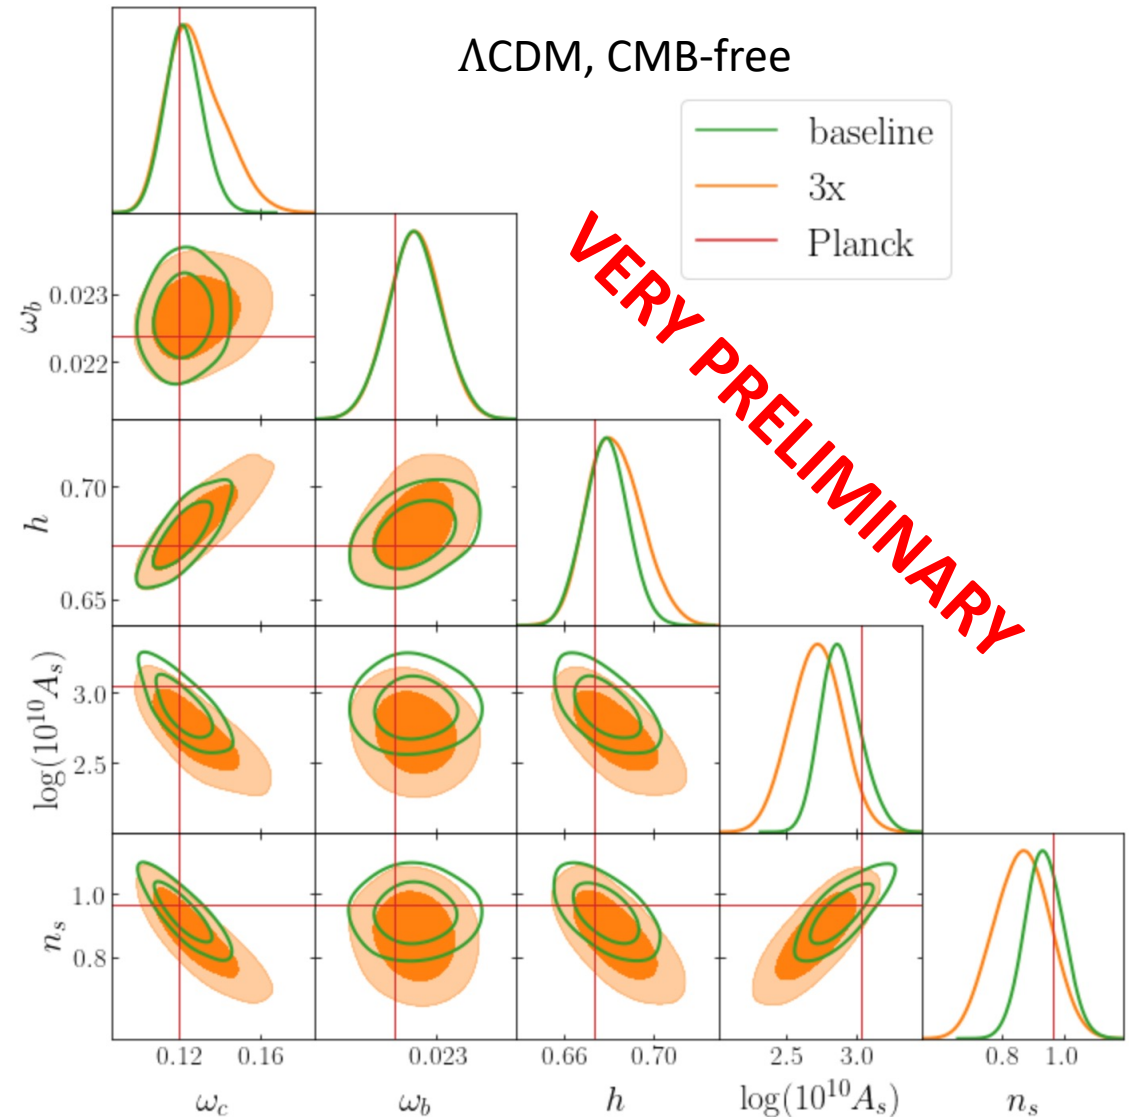 ΛCDM, CMB-free
baseline
3x
Planck
VERY PRELIMINARY
ω_b
0.023
0.022
h
0.70
0.65
log(10^{10}A_s)
3.0
2.5
n_s
1.0
0.8
0.12 0.16 0.023 0.66 0.70 2.5 3.0 0.8 1.0
ω_c ω_b h log(10^{10}A_s) n_s